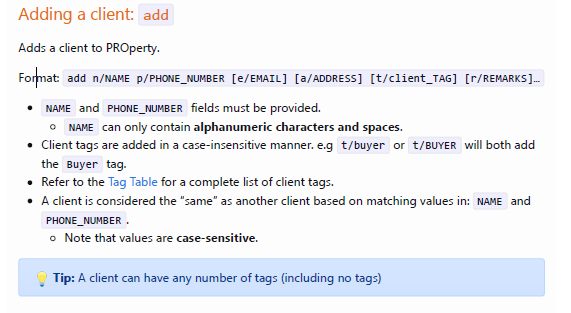 Adding a client: add
Adds a client to PROperty.
Format: add n/NAME p/PHONE_NUMBER [e/EMAIL] [a/ADDRESS] [t/client_TAG] [r/REMARKS]…
• NAME and PHONE_NUMBER fields must be provided.
◦ NAME can only contain alphanumeric characters and spaces.
• Client tags are added in a case-insensitive manner. e.g t/buyer or t/BUYER will both add
the Buyer tag.
• Refer to the Tag Table for a complete list of client tags.
• A client is considered the “same” as another client based on matching values in: NAME and
PHONE_NUMBER.
◦ Note that values are case-sensitive.
💡 Tip: A client can have any number of tags (including no tags)